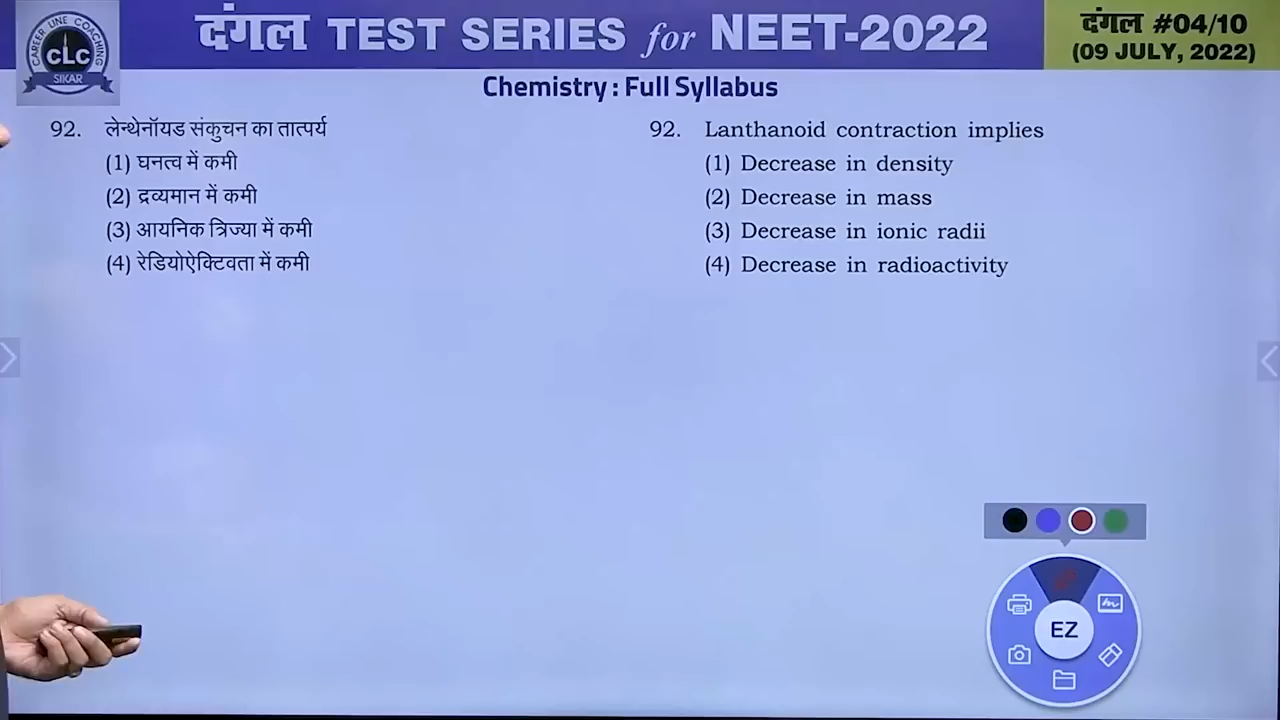 दंगल TEST SERIES for NEET-2022
दंगल #04/10
(09 JULY, 2022)
CAREER LINE COACHING
CLC
SIKAR
Chemistry : Full Syllabus
92. लेन्थेनॉयड संकुचन का तात्पर्य
(1) घनत्व में कमी
(2) द्रव्यमान में कमी
(3) आयनिक त्रिज्या में कमी
(4) रेडियोऐक्टिवता में कमी
92. Lanthanoid contraction implies
(1) Decrease in density
(2) Decrease in mass
(3) Decrease in ionic radii
(4) Decrease in radioactivity
EZ